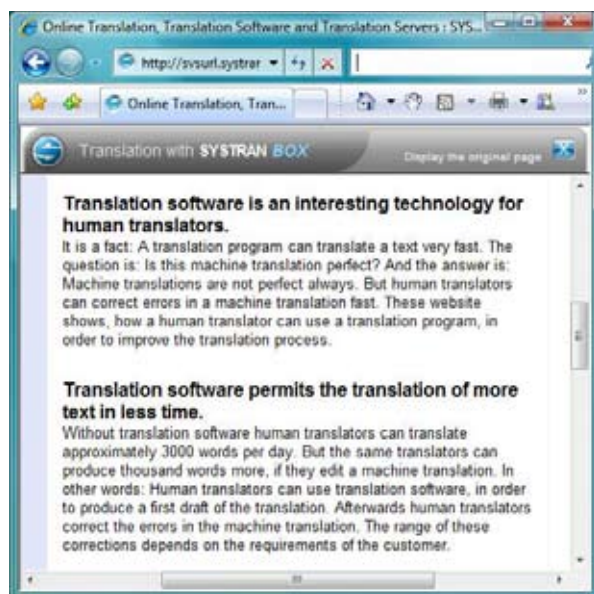 Online Translation, Translation Software and Translation Servers : SYS...
http://svsurl.systrar
Online Translation, Tran...
Translation with SYSTRAN BOX
Display the original page
Translation software is an interesting technology for
human translators.
It is a fact: A translation program can translate a text very fast. The
question is: Is this machine translation perfect? And the answer is:
Machine translations are not perfect always. But human translators
can correct errors in a machine translation fast. These website
shows, how a human translator can use a translation program, in
order to improve the translation process.
Translation software permits the translation of more
text in less time.
Without translation software human translators can translate
approximately 3000 words per day. But the same translators can
produce thousand words more, if they edit a machine translation. In
other words: Human translators can use translation software, in order
to produce a first draft of the translation. Afterwards human translators
correct the errors in the machine translation. The range of these
corrections depends on the requirements of the customer.